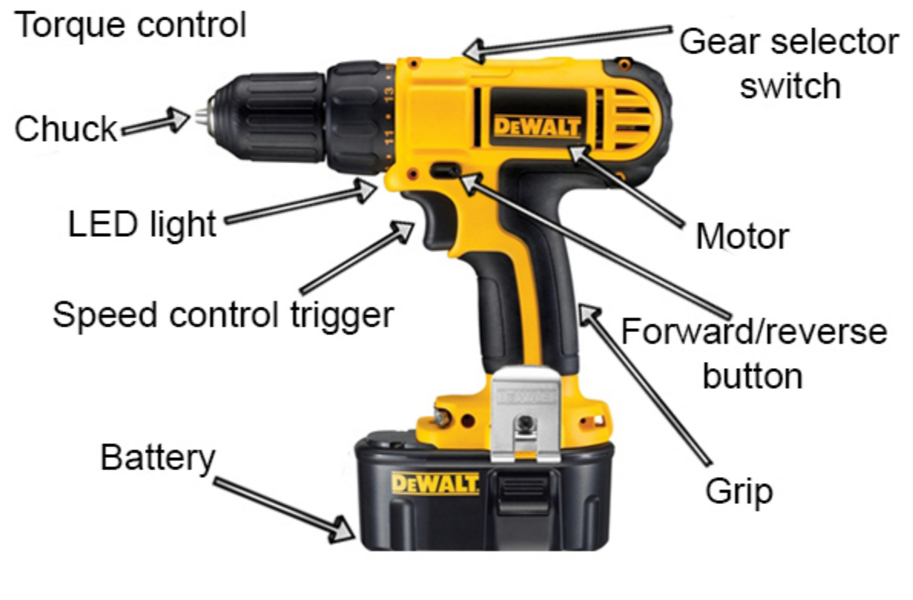 Torque control
Gear selector
switch
Chuck
13
11
DEWALT
LED light
Motor
Speed control trigger
Forward/reverse
button
Battery
DEWALT
Grip